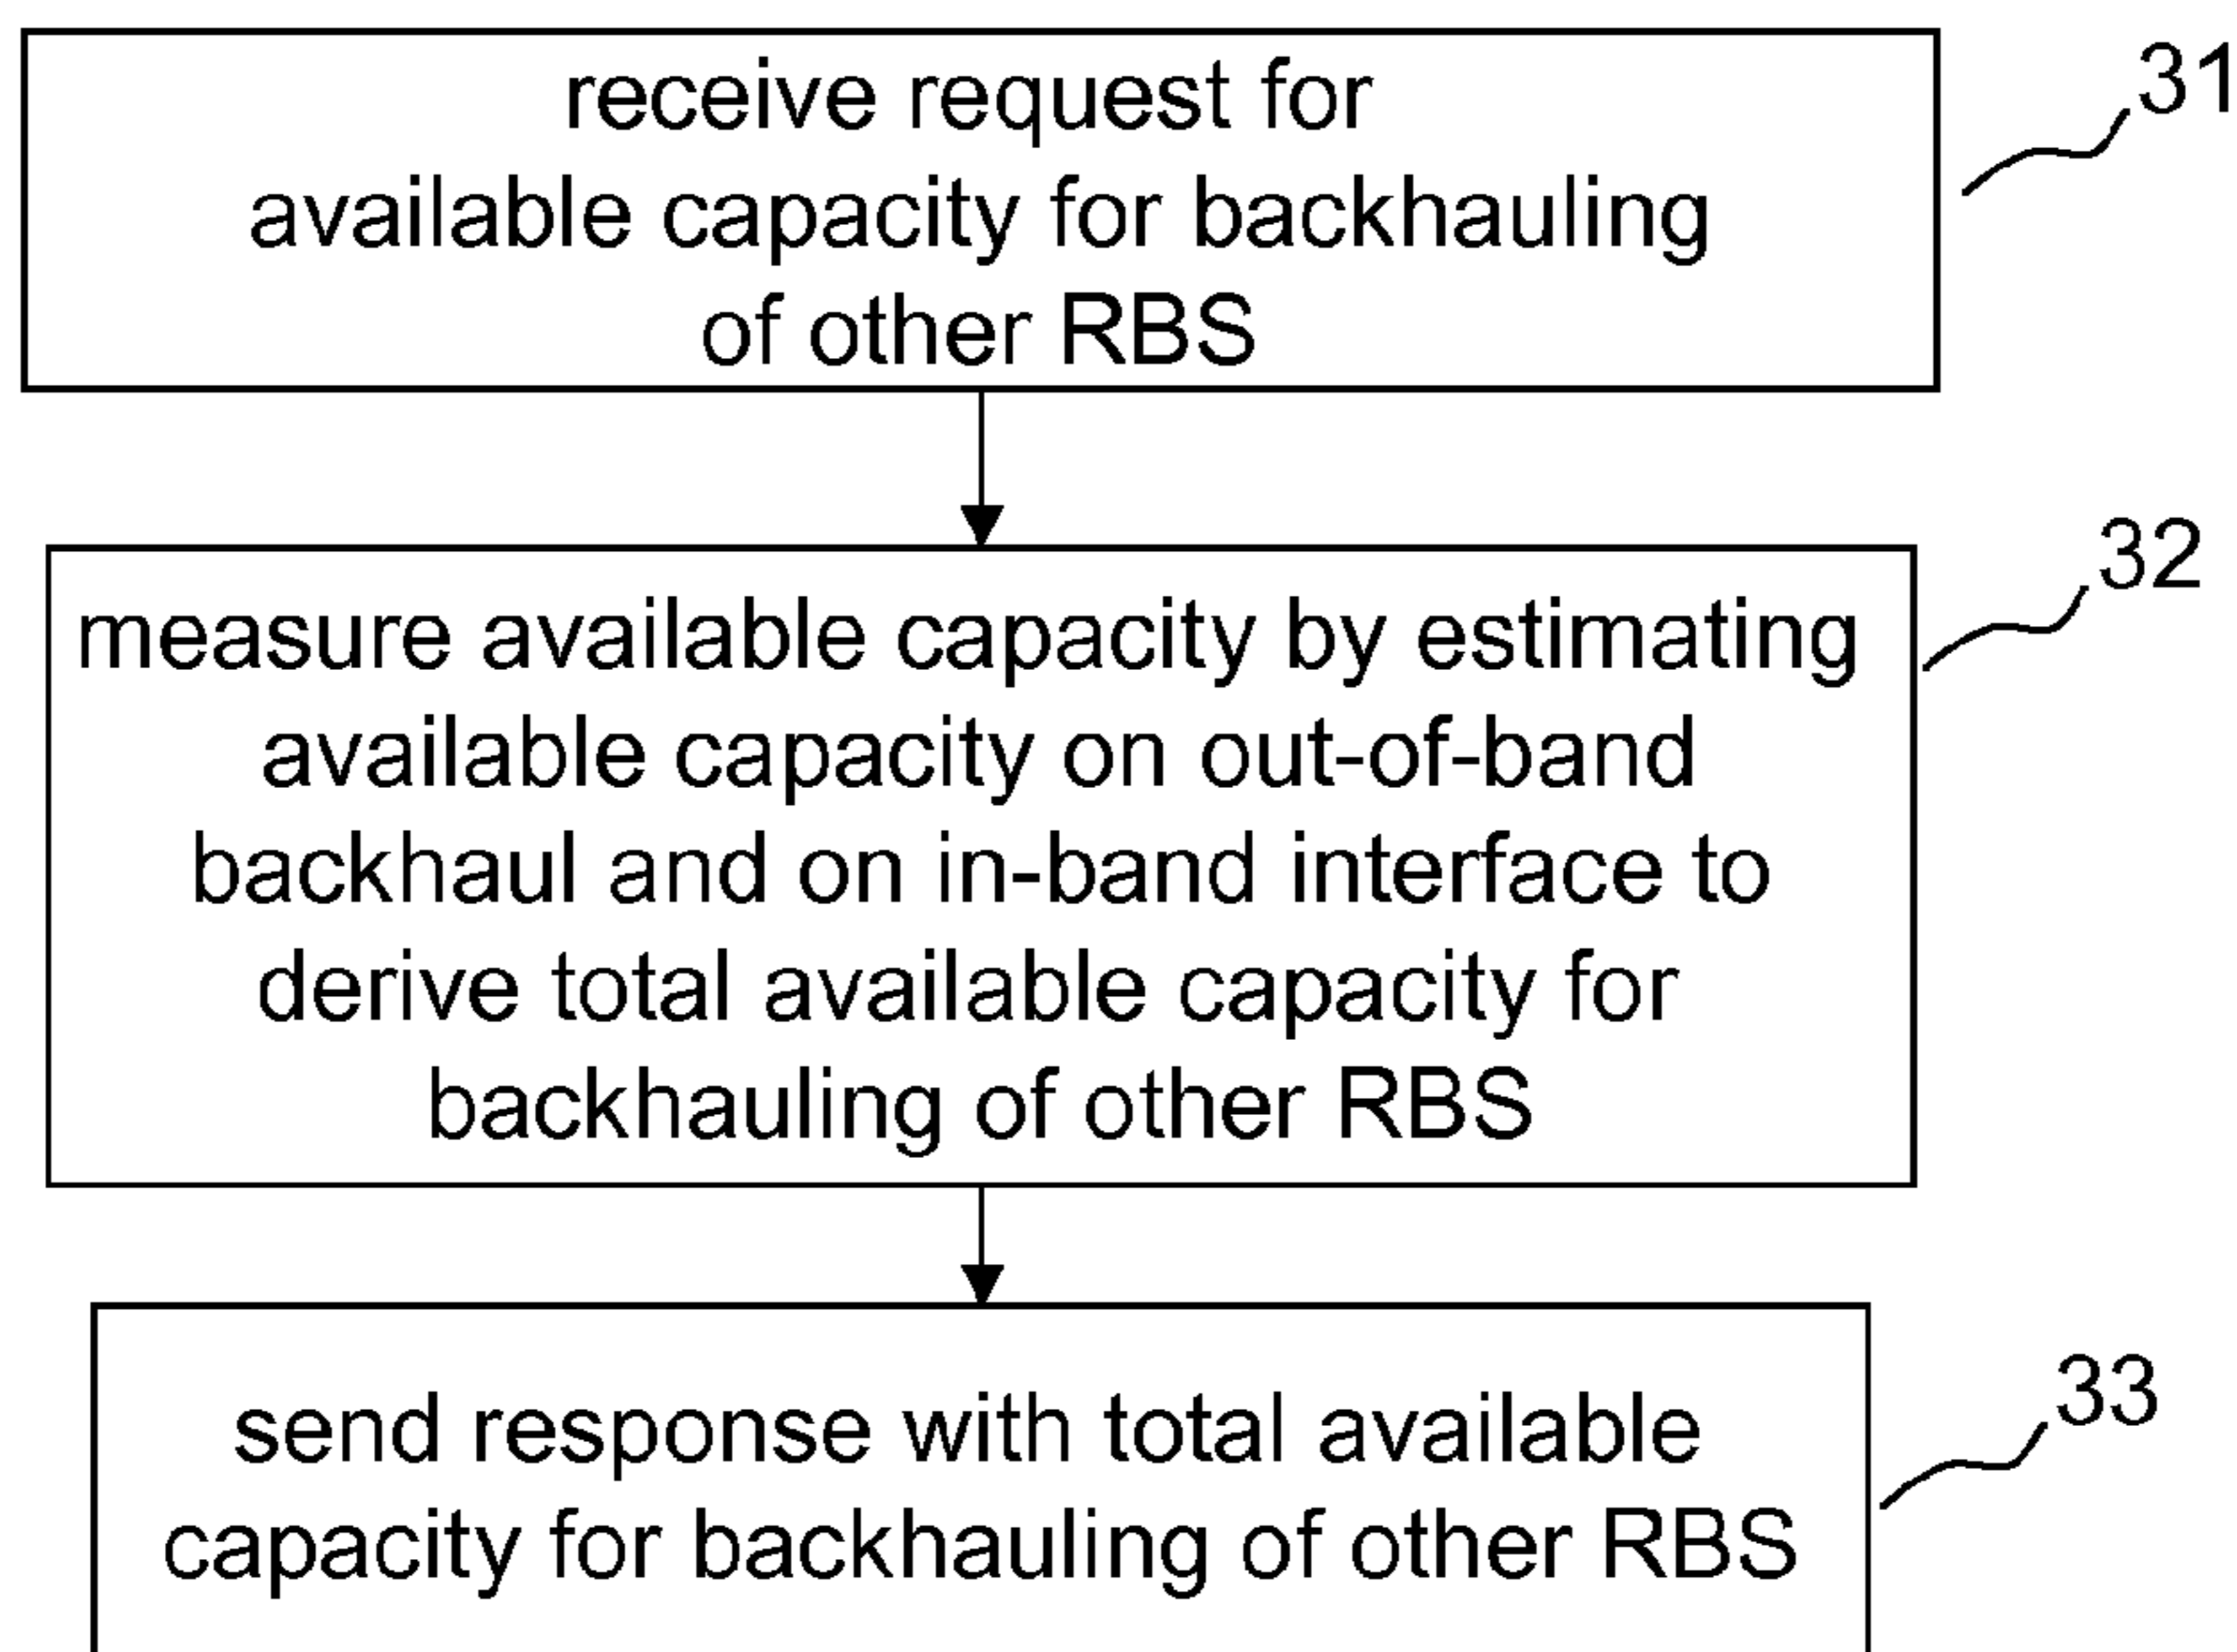 receive request for
available capacity for backhauling
of other RBS
31
measure available capacity by estimating
available capacity on out-of-band
backhaul and on in-band interface to
derive total available capacity for
backhauling of other RBS
32
send response with total available
capacity for backhauling of other RBS
33